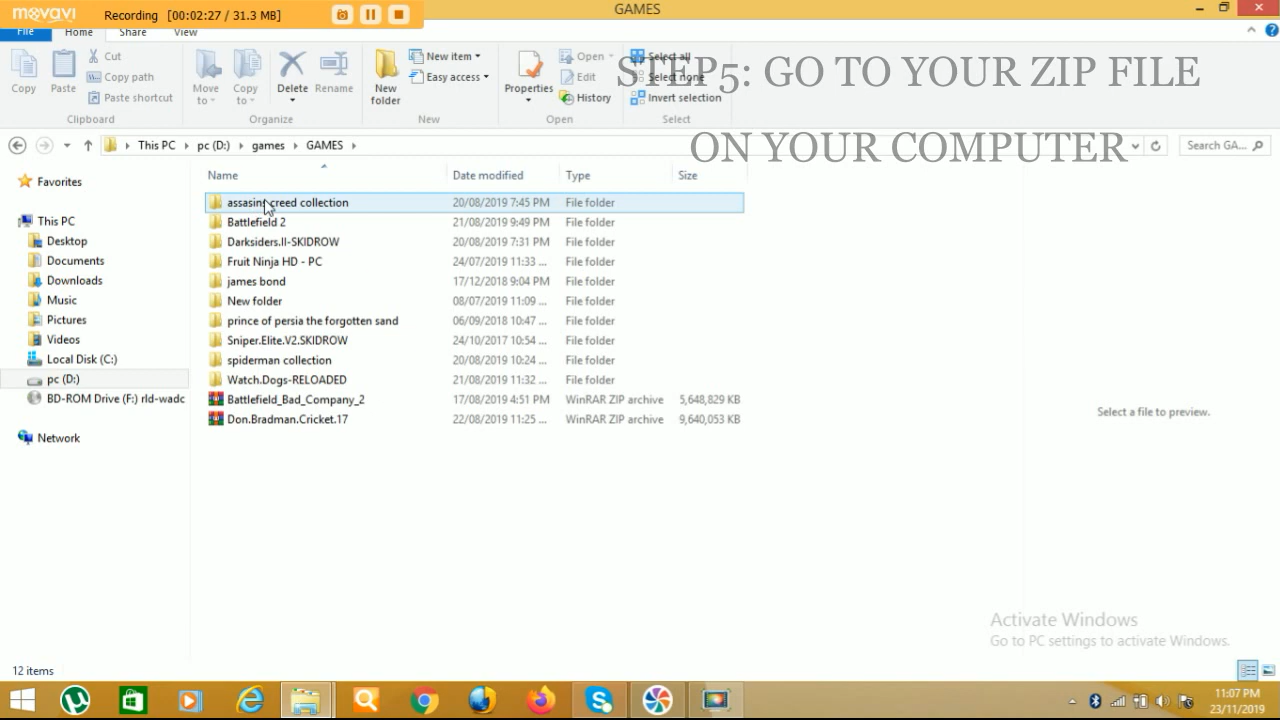 movavi Recording [00:02:27 / 31.3 MB] GAMES
File Home Share View
Copy Paste Cut Copy path Paste shortcut
Move to Copy to Delete Rename New folder
New item Easy access Properties Open Edit History
Select all Select none Invert selection
Clipboard Organize New Open Select
STEP5: GO TO YOUR ZIP FILE
ON YOUR COMPUTER
This PC pc (D:) games GAMES Search GA...
Name Date modified Type Size
Favorites
This PC
Desktop
Documents
Downloads
Music
Pictures
Videos
Local Disk (C:)
pc (D:)
BD-ROM Drive (F:) rld-wadc
Network
assasins creed collection 20/08/2019 7:45 PM File folder
Battlefield 2 21/08/2019 9:49 PM File folder
Darksiders.II-SKIDROW 20/08/2019 7:31 PM File folder
Fruit Ninja HD - PC 24/07/2019 11:33 ... File folder
james bond 17/12/2018 9:04 PM File folder
New folder 08/07/2019 11:09 ... File folder
prince of persia the forgotten sand 06/09/2018 10:47 ... File folder
Sniper.Elite.V2.SKIDROW 24/10/2017 10:54 ... File folder
spiderman collection 20/08/2019 10:24 ... File folder
Watch.Dogs-RELOADED 21/08/2019 11:32 ... File folder
Battlefield_Bad_Company_2 17/08/2019 4:51 PM WinRAR ZIP archive 5,648,829 KB
Don.Bradman.Cricket.17 22/08/2019 11:25 ... WinRAR ZIP archive 9,640,053 KB
Select a file to preview.
Activate Windows
Go to PC settings to activate Windows.
12 items
11:07 PM
23/11/2019